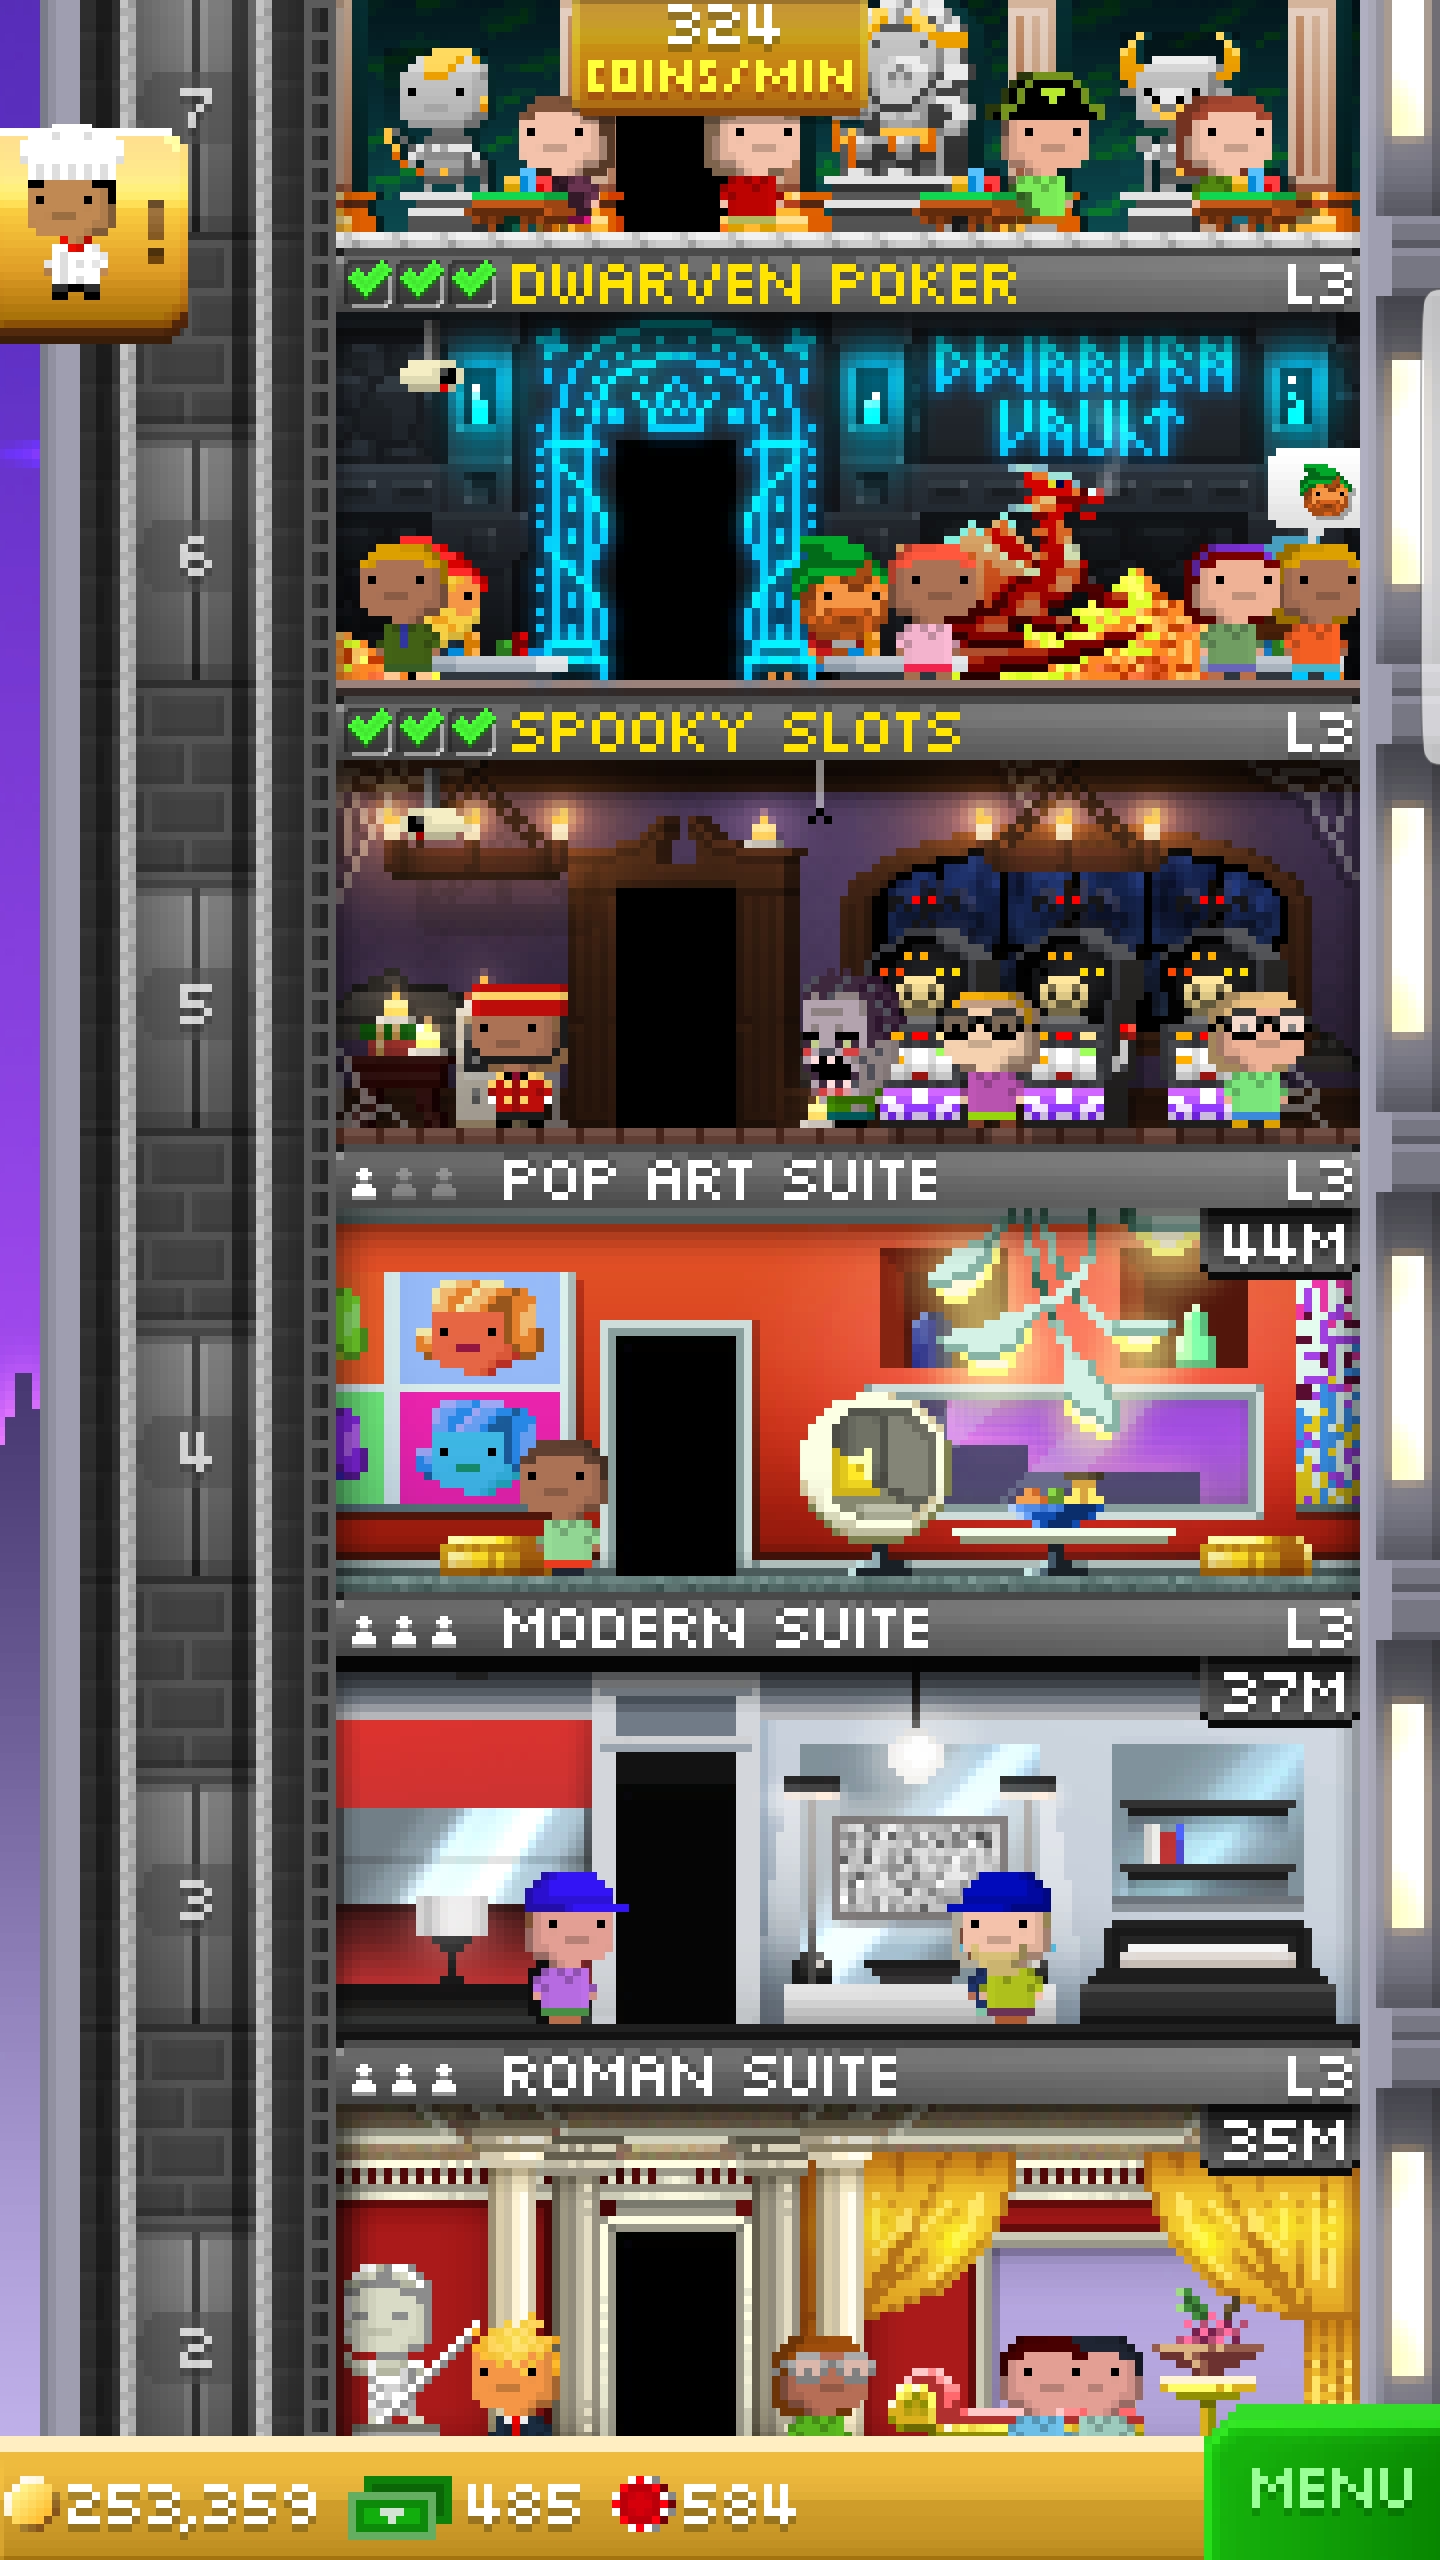 324
COINS/MIN
7
DWARVEN POKER L3
DWARVEN
VAULT
6
SPOOKY SLOTS L3
5
POP ART SUITE L3
44M
4
MODERN SUITE L3
37M
3
ROMAN SUITE L3
35M
2
253,359 485 584 MENU